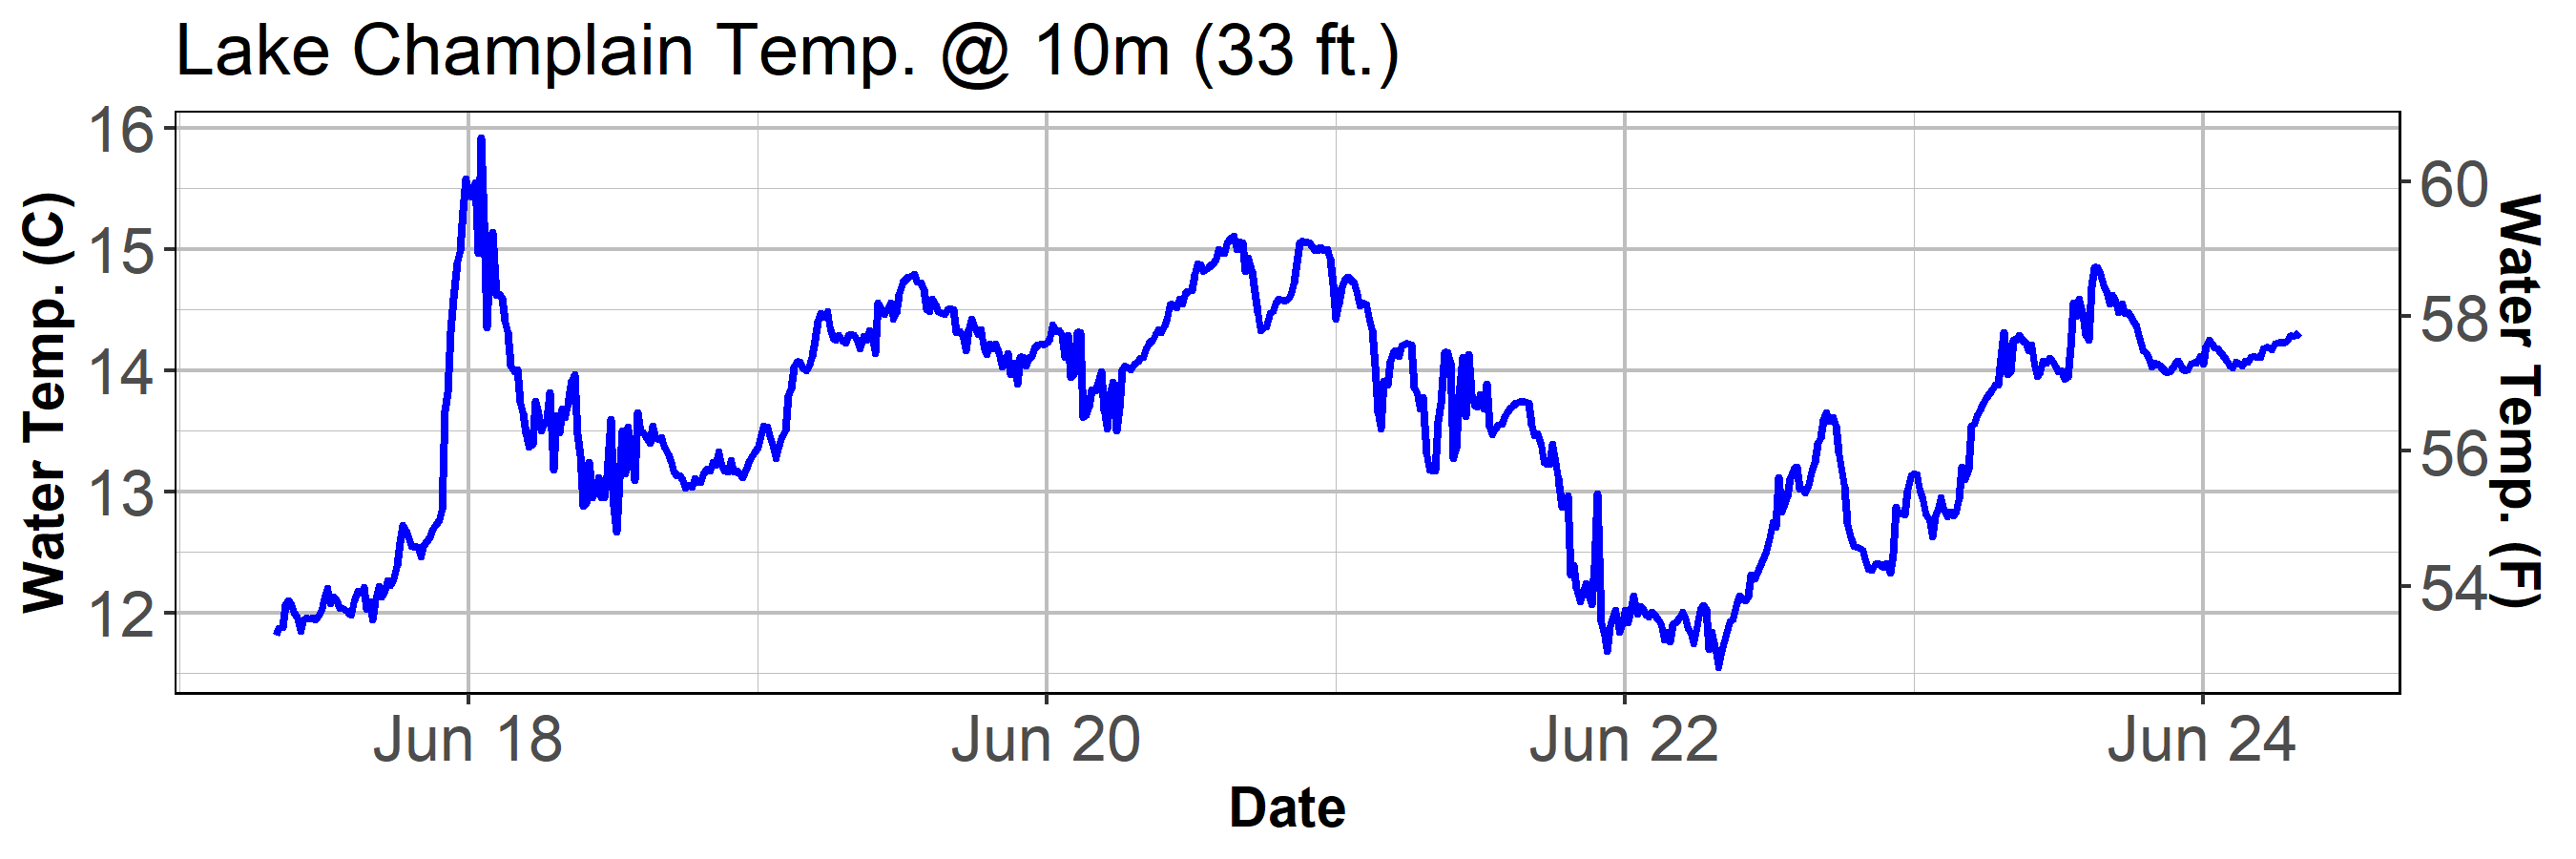 Lake Champlain Temp. @ 10m (33 ft.)
Water Temp. (C)
16
15
14
13
12
60
58
56
54
Water Temp. (F)
Jun 18
Jun 20
Jun 22
Jun 24
Date